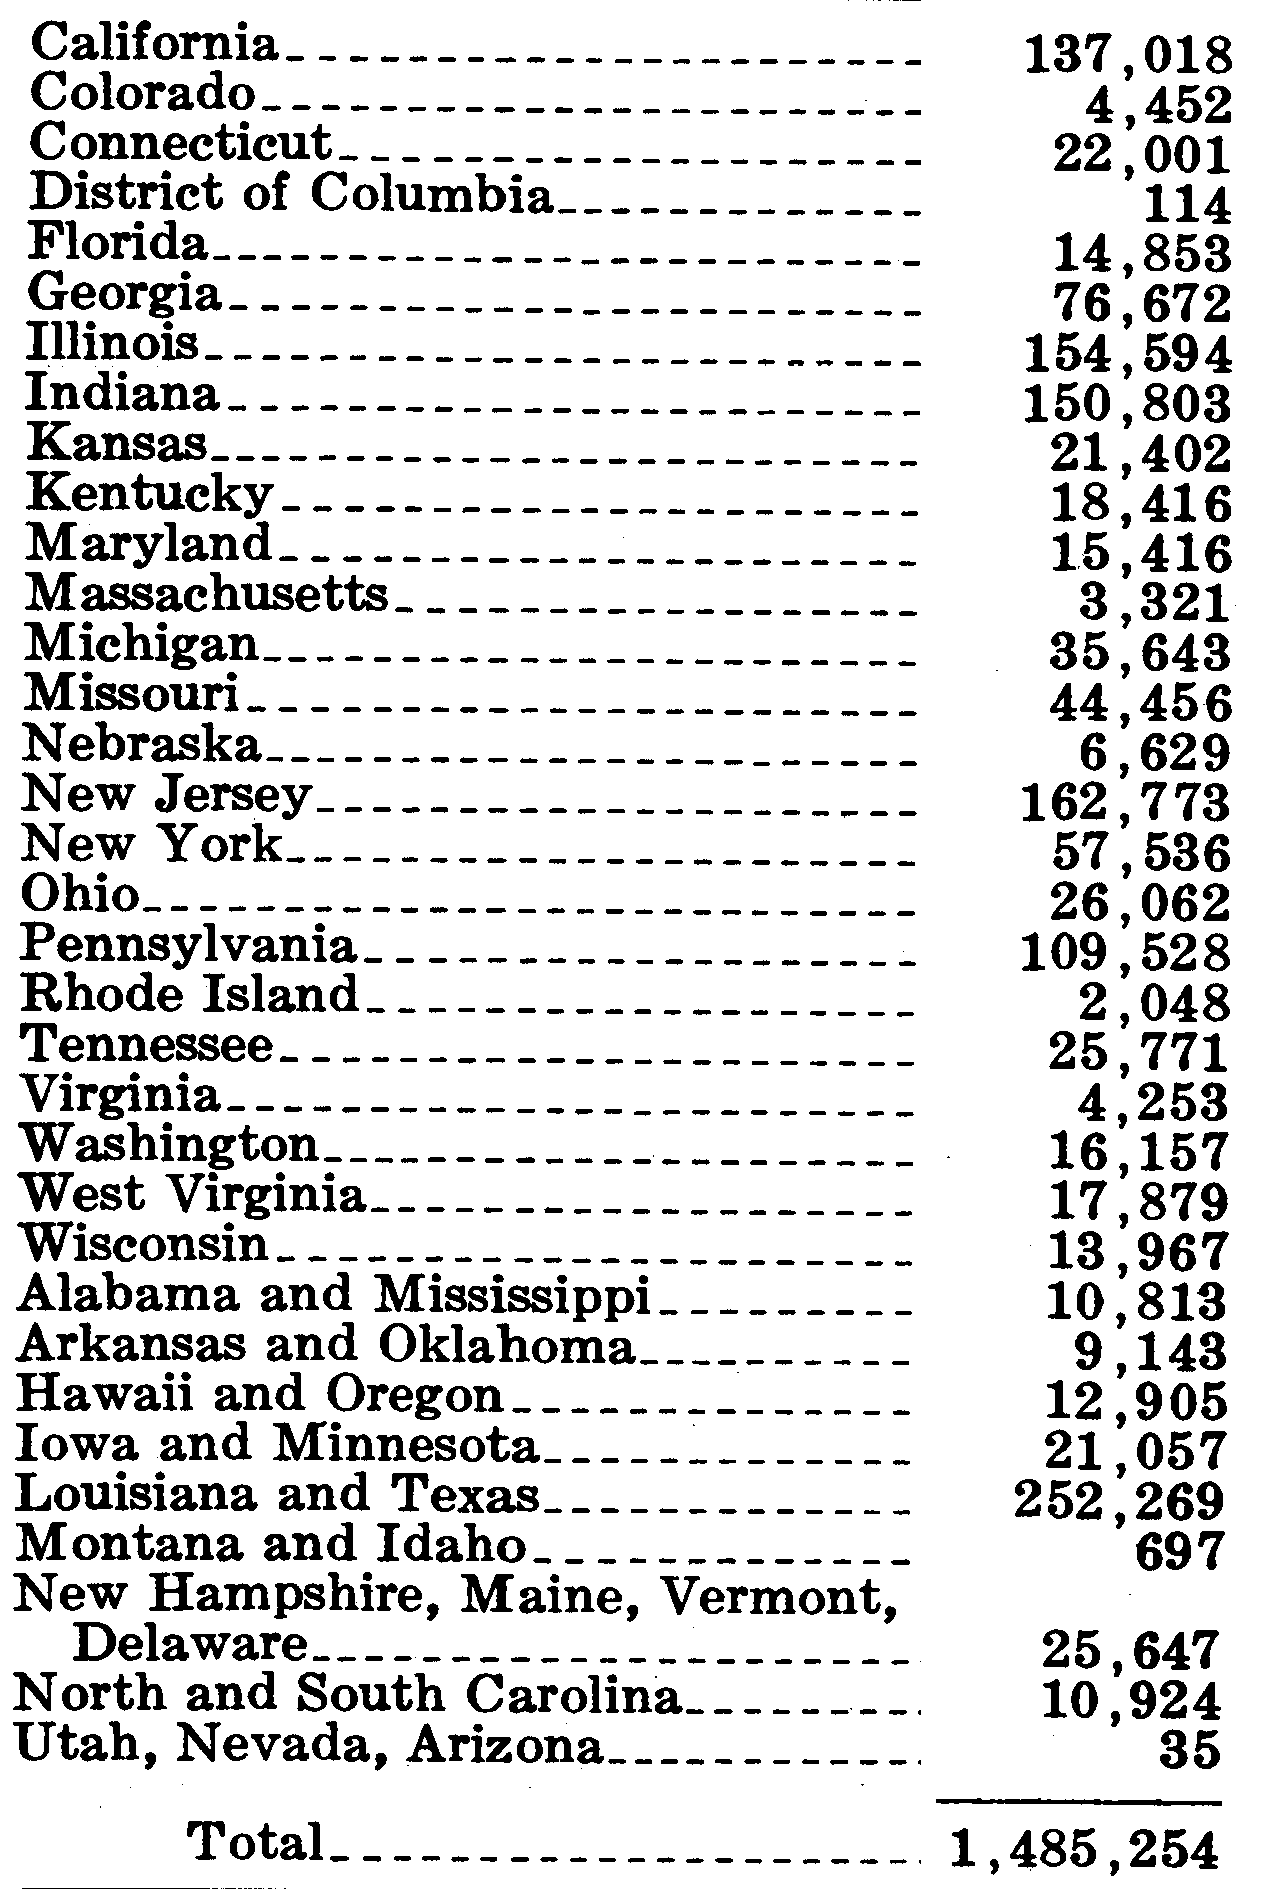 California 137,018
Colorado 4,452
Connecticut 22,001
District of Columbia 114
Florida 14,853
Georgia 76,672
Illinois 154,594
Indiana 150,803
Kansas 21,402
Kentucky 18,416
Maryland 15,416
Massachusetts 3,321
Michigan 35,643
Missouri 44,456
Nebraska 6,629
New Jersey 162,773
New York 57,536
Ohio 26,062
Pennsylvania 109,528
Rhode Island 2,048
Tennessee 25,771
Virginia 4,253
Washington 16,157
West Virginia 17,879
Wisconsin 13,967
Alabama and Mississippi 10,813
Arkansas and Oklahoma 9,143
Hawaii and Oregon 12,905
Iowa and Minnesota 21,057
Louisiana and Texas 252,269
Montana and Idaho 697
New Hampshire, Maine, Vermont,
Delaware 25,647
North and South Carolina 10,924
Utah, Nevada, Arizona 35
Total 1,485,254